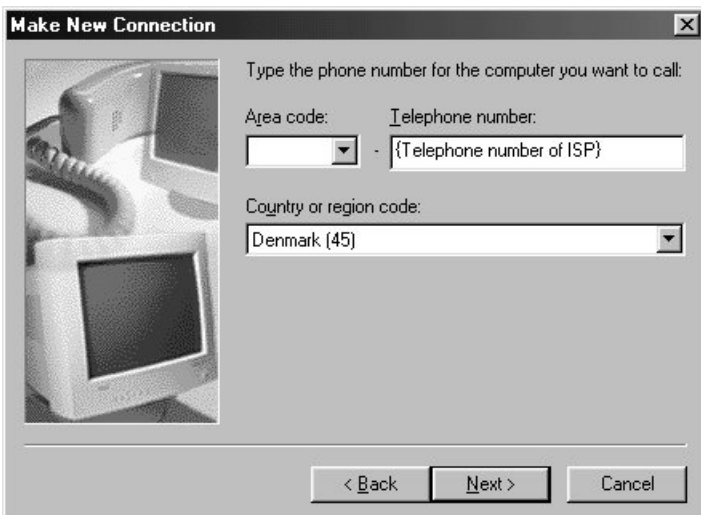 Make New Connection
Type the phone number for the computer you want to call:
Area code: Telephone number:
- {Telephone number of ISP}
Country or region code:
Denmark (45)
< Back Next > Cancel